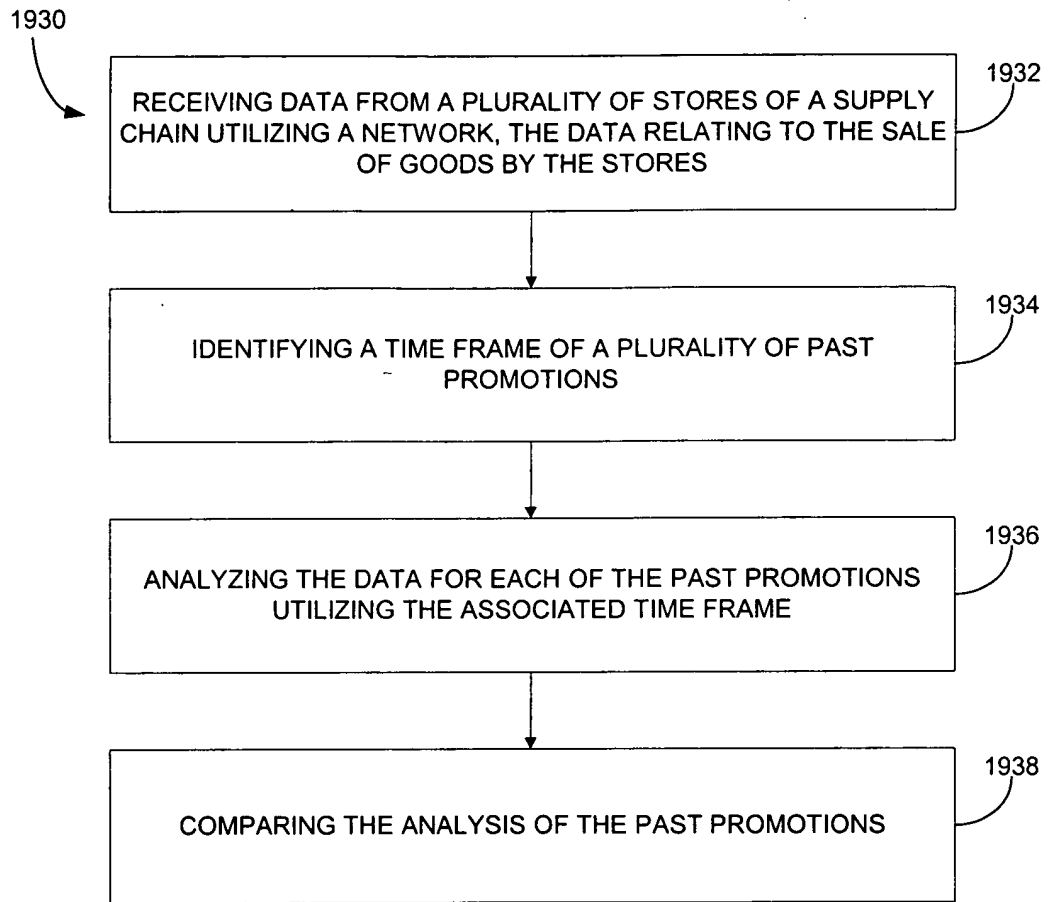 1930
1932
RECEIVING DATA FROM A PLURALITY OF STORES OF A SUPPLY
CHAIN UTILIZING A NETWORK, THE DATA RELATING TO THE SALE
OF GOODS BY THE STORES
1934
IDENTIFYING A TIME FRAME OF A PLURALITY OF PAST
PROMOTIONS
1936
ANALYZING THE DATA FOR EACH OF THE PAST PROMOTIONS
UTILIZING THE ASSOCIATED TIME FRAME
1938
COMPARING THE ANALYSIS OF THE PAST PROMOTIONS